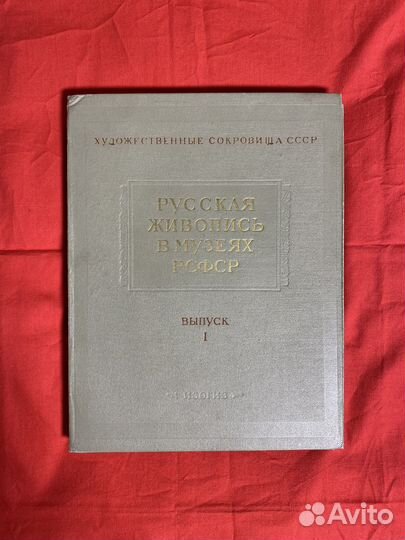 ХУДОЖЕСТВЕННЫЕ СОКРОВИЩА СССР
РУССКАЯ
ЖИВОПИСЬ
В МУЗЕЯХ
РСФСР
ВЫПУСК
I
ИЗОГИЗ
Avito